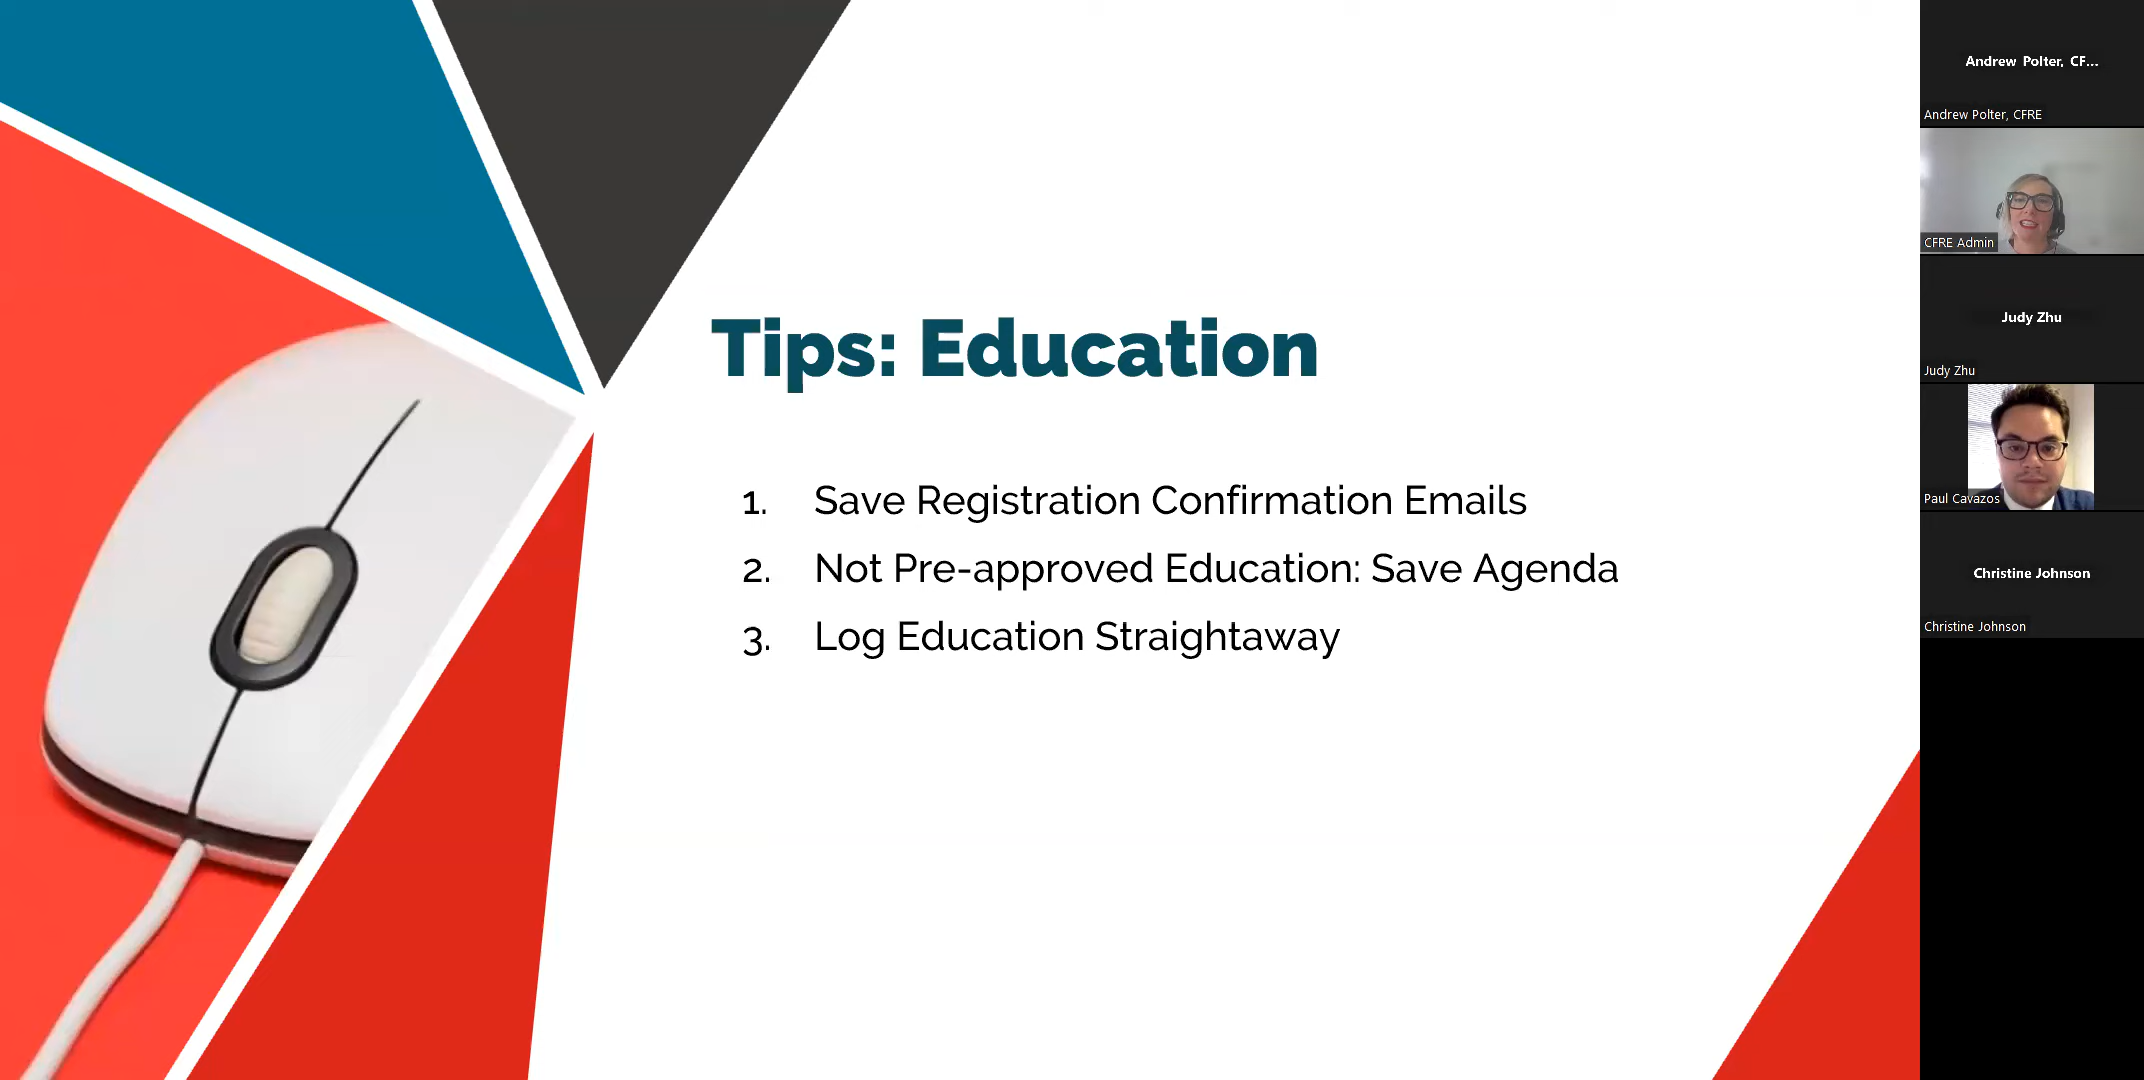 Tips: Education
1. Save Registration Confirmation Emails
2. Not Pre-approved Education: Save Agenda
3. Log Education Straightaway
Andrew Polter, CF...
Andrew Polter, CFRE
CFRE Admin
Judy Zhu
Judy Zhu
Paul Cavazos
Christine Johnson
Christine Johnson